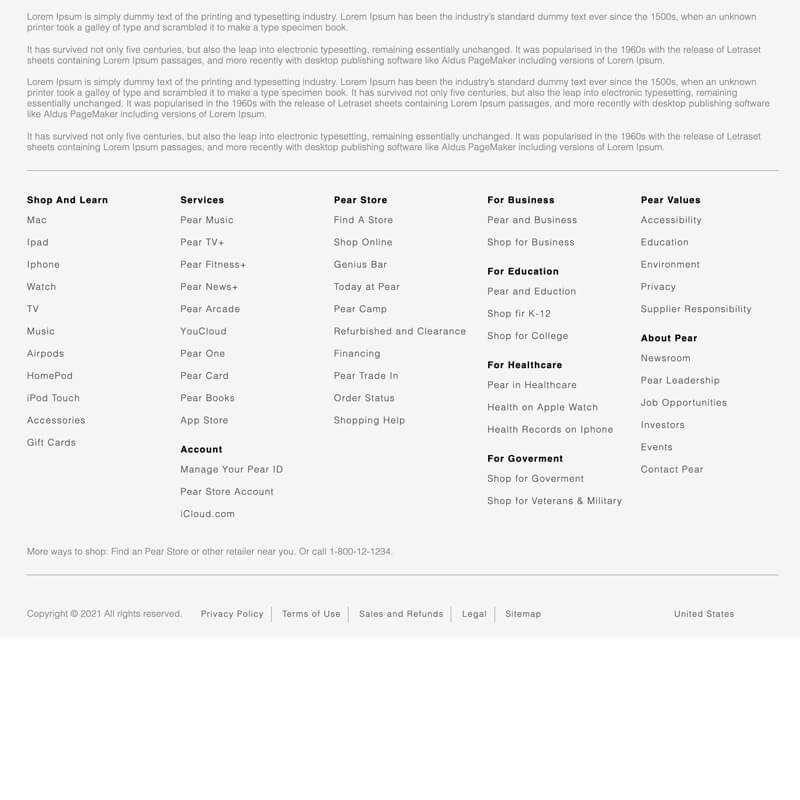 Lorem Ipsum is simply dummy text of the printing and typesetting industry. Lorem Ipsum has been the industry's standard dummy text ever since the 1500s, when an unknown
printer took a galley of type and scrambled it to make a type specimen book.
It has survived not only five centuries, but also the leap into electronic typesetting, remaining essentially unchanged. It was popularised in the 1960s with the release of Letraset
sheets containing Lorem Ipsum passages, and more recently with desktop publishing software like Aldus PageMaker including versions of Lorem Ipsum.
Lorem Ipsum is simply dummy text of the printing and typesetting industry. Lorem Ipsum has been the industry's standard dummy text ever since the 1500s, when an unknown
printer took a galley of type and scrambled it to make a type specimen book. It has survived not only five centuries, but also the leap into electronic typesetting, remaining
essentially unchanged. It was popularised in the 1960s with the release of Letraset sheets containing Lorem Ipsum passages, and more recently with desktop publishing software
like Aldus PageMaker including versions of Lorem Ipsum.
It has survived not only five centuries, but also the leap into electronic typesetting, remaining essentially unchanged. It was popularised in the 1960s with the release of Letraset
sheets containing Lorem Ipsum passages, and more recently with desktop publishing software like Aldus PageMaker including versions of Lorem Ipsum.
Shop And Learn
Mac
Ipad
Iphone
Watch
TV
Music
Airpods
HomePod
iPod Touch
Accessories
Gift Cards
Services
Pear Music
Pear TV+
Pear Fitness+
Pear News+
Pear Arcade
YouCloud
Pear One
Pear Card
Pear Books
App Store
Account
Manage Your Pear ID
Pear Store Account
iCloud.com
Pear Store
Find A Store
Shop Online
Genius Bar
Today at Pear
Pear Camp
Refurbished and Clearance
Financing
Pear Trade In
Order Status
Shopping Help
For Business
Pear and Business
Shop for Business
For Education
Pear and Eduction
Shop fir K-12
Shop for College
For Healthcare
Pear in Healthcare
Health on Apple Watch
Health Records on Iphone
For Goverment
Shop for Goverment
Shop for Veterans & Military
Pear Values
Accessibility
Education
Environment
Privacy
Supplier Responsibility
About Pear
Newsroom
Pear Leadership
Job Opportunities
Investors
Events
Contact Pear
More ways to shop: Find an Pear Store or other retailer near you. Or call 1-800-12-1234.
Copyright © 2021 All rights reserved. Privacy Policy Terms of Use Sales and Refunds Legal Sitemap United States